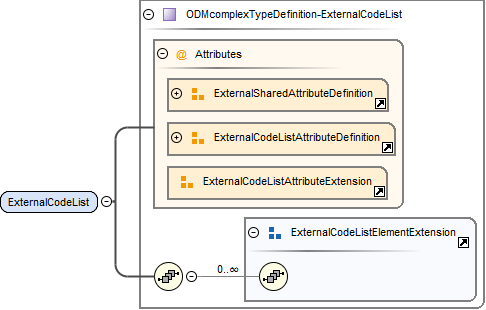 ODMcomplexTypeDefinition-ExternalCodeList
@ Attributes
ExternalSharedAttributeDefinition
ExternalCodeListAttributeDefinition
ExternalCodeListAttributeExtension
ExternalCodeList
ExternalCodeListElementExtension
0..∞